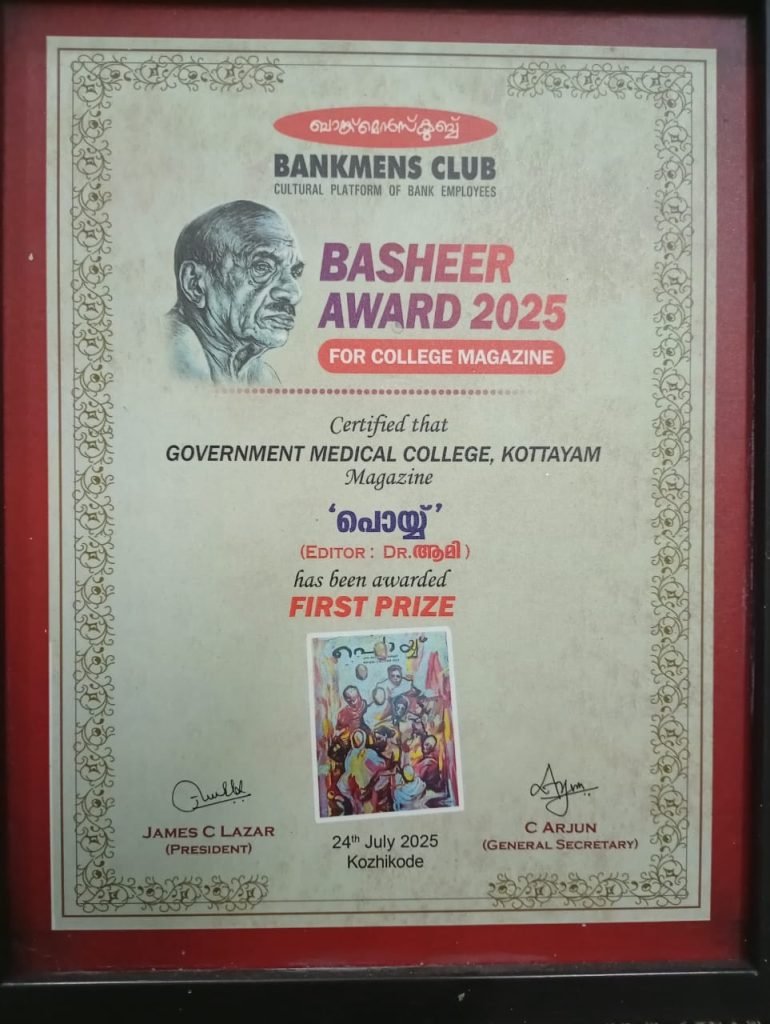 ബാങ്ക്മെൻസ് ക്ലബ്ബ്
BANKMENS CLUB
CULTURAL PLATFORM OF BANK EMPLOYEES
BASHEER
AWARD 2025
FOR COLLEGE MAGAZINE
Certified that
GOVERNMENT MEDICAL COLLEGE, KOTTAYAM
Magazine
‘പൊയ്യ്’
(EDITOR : DR.ആമി)
has been awarded
FIRST PRIZE
പൊയ്യ്
JAMES C LAZAR
(PRESIDENT)
24th July 2025
Kozhikode
C ARJUN
(GENERAL SECRETARY)